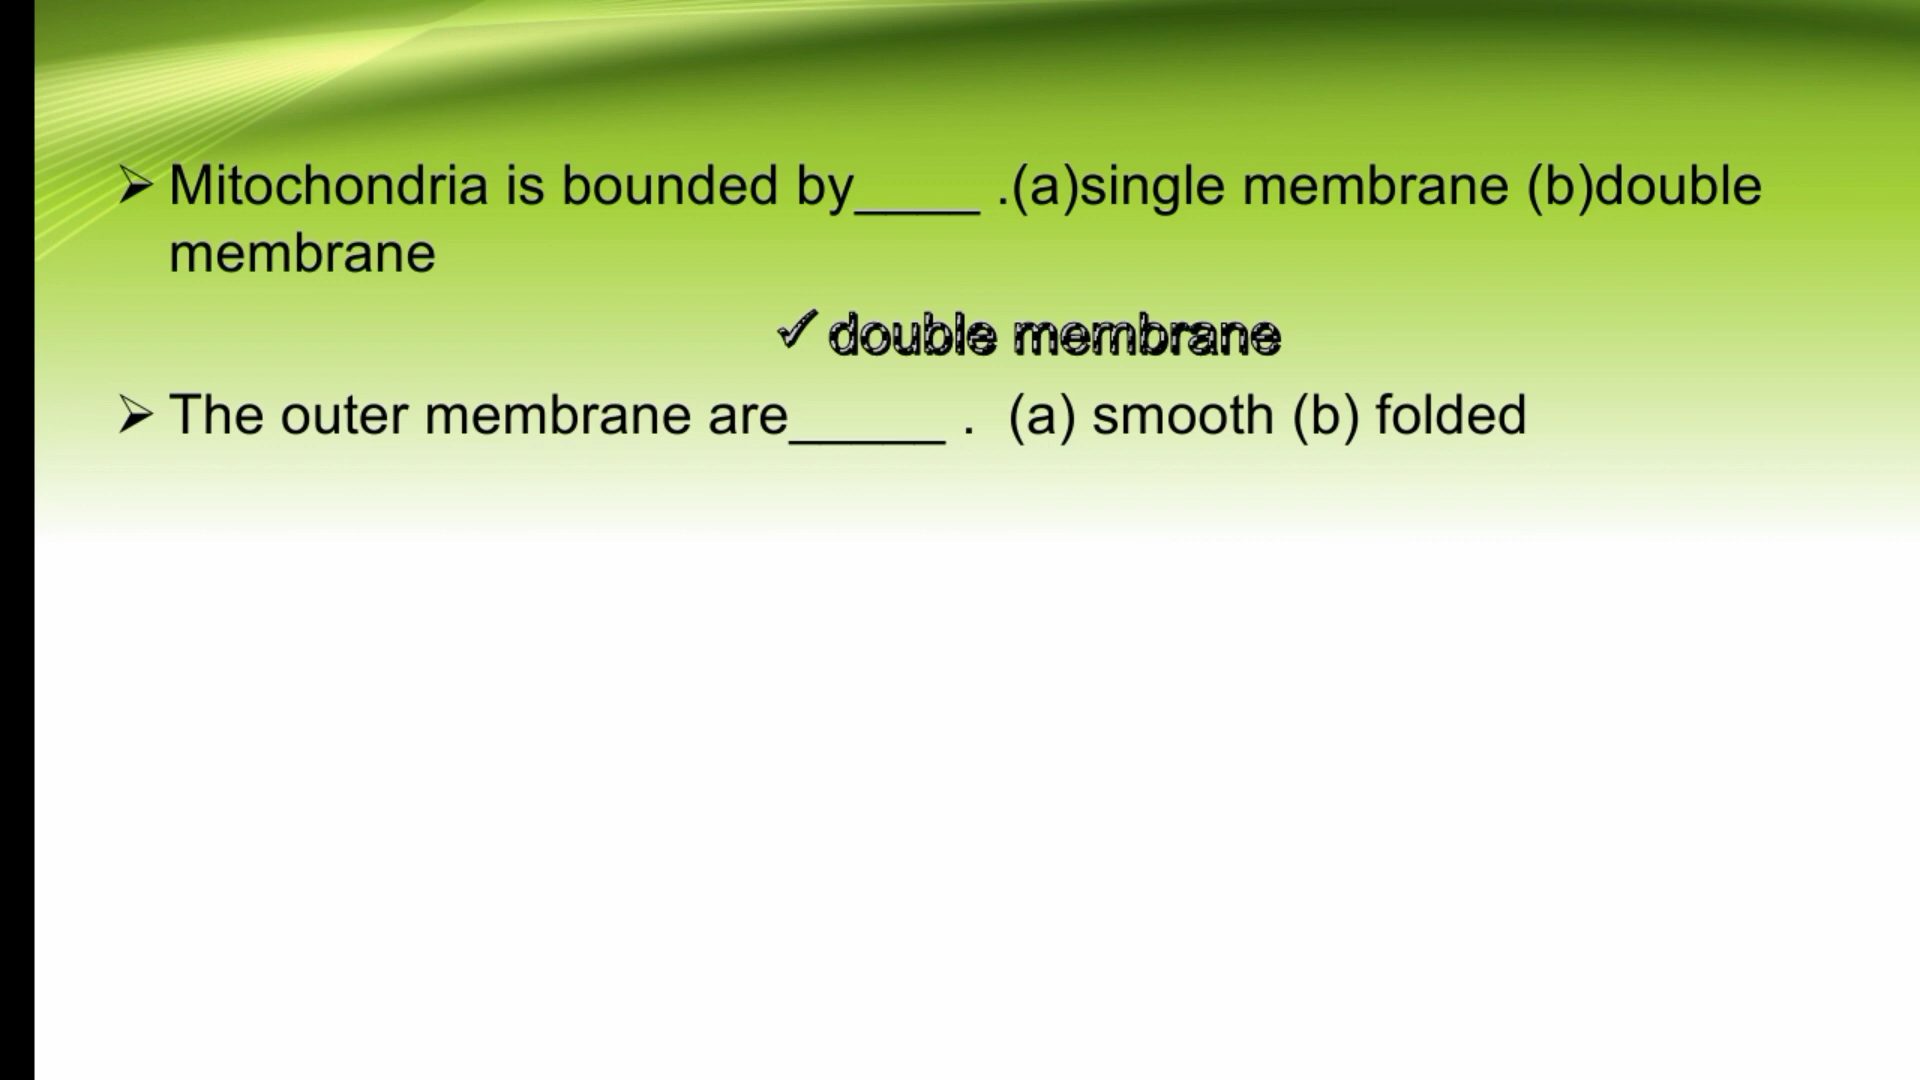 ➢ Mitochondria is bounded by____ .(a)single membrane (b)double
membrane
✓ double membrane
➢ The outer membrane are_____ .  (a) smooth (b) folded